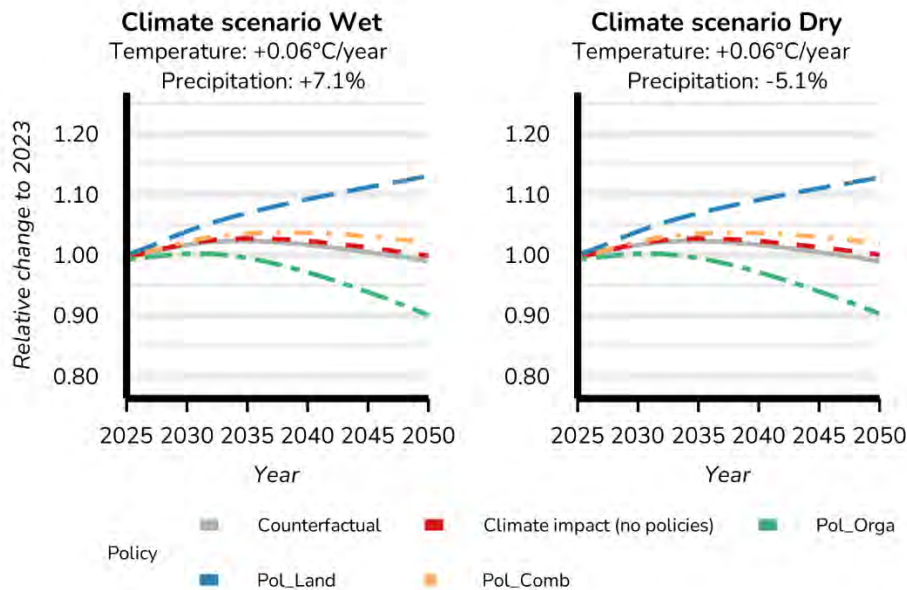 Climate scenario Wet
Temperature: +0.06°C/year
Precipitation: +7.1%
Climate scenario Dry
Temperature: +0.06°C/year
Precipitation: -5.1%
Relative change to 2023
1.20
1.10
1.00
0.90
0.80
1.20
1.10
1.00
0.90
0.80
2025 2030 2035 2040 2045 2050
2025 2030 2035 2040 2045 2050
Year
Year
Policy
Counterfactual
Climate impact (no policies)
Pol_Orga
Pol_Land
Pol_Comb